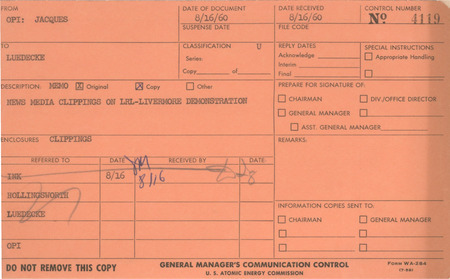 FROM DATE OF DOCUMENT DATE RECEIVED CONTROL NUMBER
OPI: JACQUES 8/16/60 8/16/60 No 4119
SUSPENSE DATE FILE CODE
TO CLASSIFICATION U REPLY DATES SPECIAL INSTRUCTIONS
LUEDECKE Series Acknowledge Appropriate Handling
Interim
Copy of Final
DESCRIPTION: MEMO X Original X Copy Other PREPARE FOR SIGNATURE OF:
NEWS MEDIA CLIPPINGS ON LRL-LIVERMORE DEMONSTRATION CHAIRMAN DIV/OFFICE DIRECTOR
GENERAL MANAGER
ASST. GENERAL MANAGER
ENCLOSURES CLIPPINGS REMARKS.
REFERRED TO DATE RECEIVED BY DATE
INK 8/16 8/16
HOLLINGSWORTH
LUEDECKE
INFORMATION COPIES SENT TO:
CHAIRMAN GENERAL MANAGER
OPI
DO NOT REMOVE THIS COPY GENERAL MANAGER'S COMMUNICATION CONTROL Form WA-284
U. S. ATOMIC ENERGY COMMISSION